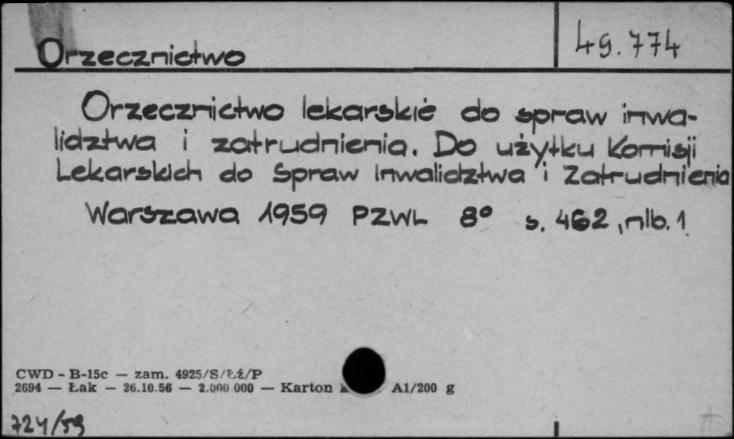 Orzecznictwo 49.774
Orzecznictwo lekarskie do spraw inwa-
lidztwa i zatrudnienia. Do użytku Komisji
Lekarskich do Spraw Inwalidztwa i Zatrudnienia
Warszawa 1959 PZWL 8° s. 462, nlb. 1
CWD - B-15c — zam. 4925/S/Łź/P
2694 — Łak — 26.10.56 — 2.000 000 — Karton A1/200 g
724/59